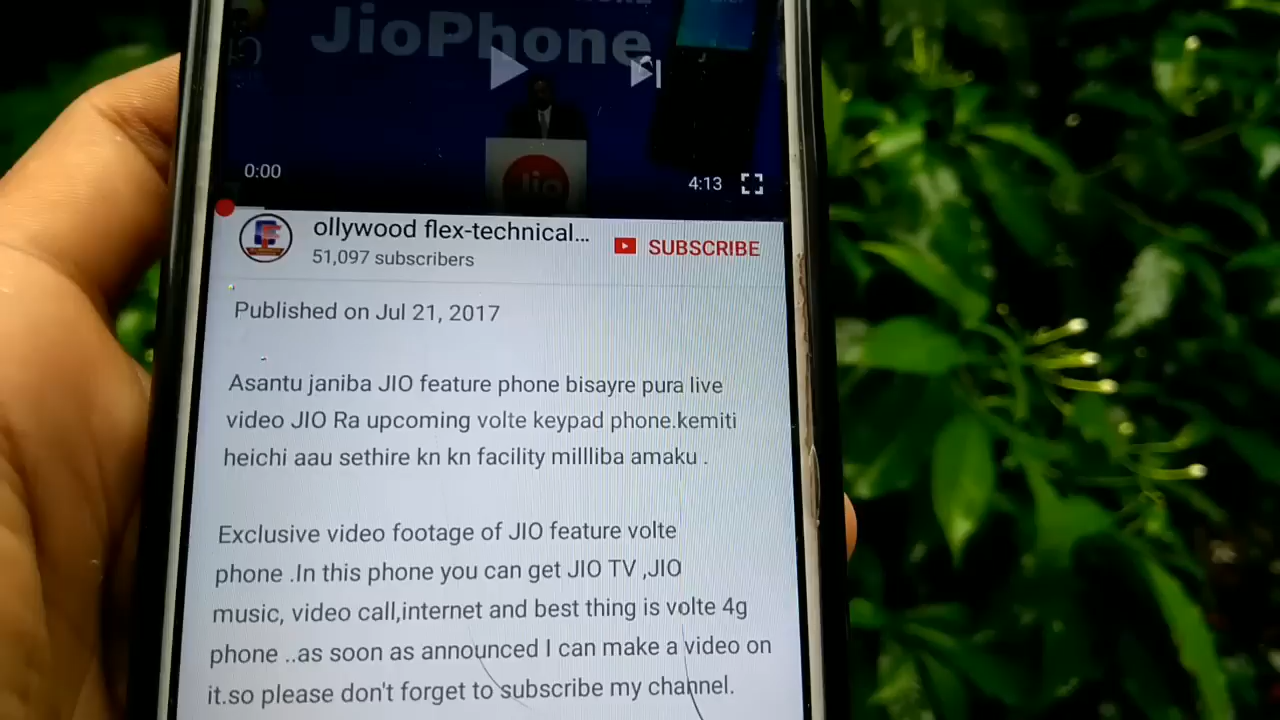 JioPhone
Jio
0:00
4:13
ollywood flex-technical...
SUBSCRIBE
51,097 subscribers
Published on Jul 21, 2017
Asantu janiba JIO feature phone bisayre pura live
video JIO Ra upcoming volte keypad phone.kemiti
heichi aau sethire kn kn facility millliba amaku .
Exclusive video footage of JIO feature volte
phone .In this phone you can get JIO TV ,JIO
music, video call,internet and best thing is volte 4g
phone ..as soon as announced I can make a video on
it.so please don't forget to subscribe my channel.